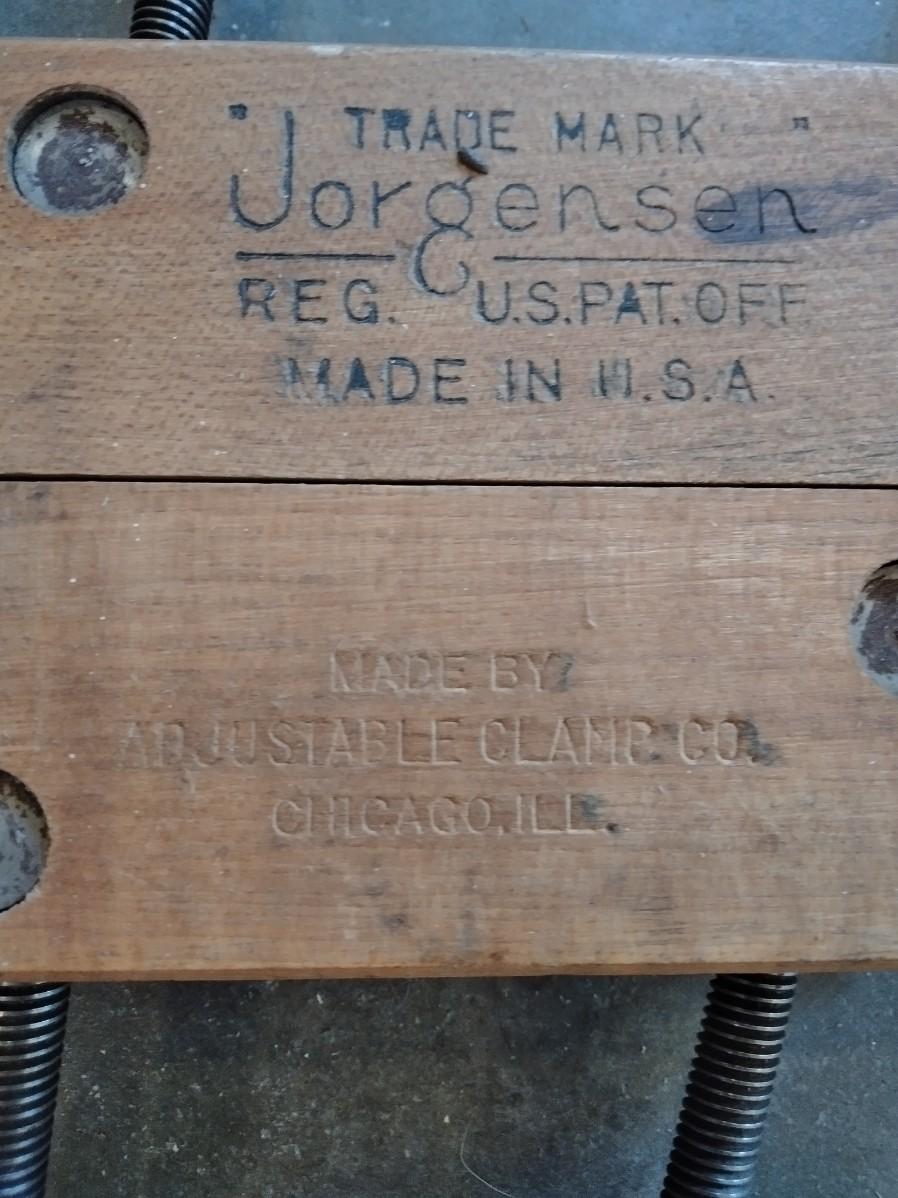 TRADE MARK
"Jorgensen"
REG. U.S.PAT.OFF.
MADE IN U.S.A.
MADE BY
ADJUSTABLE CLAMP CO.
CHICAGO, ILL.